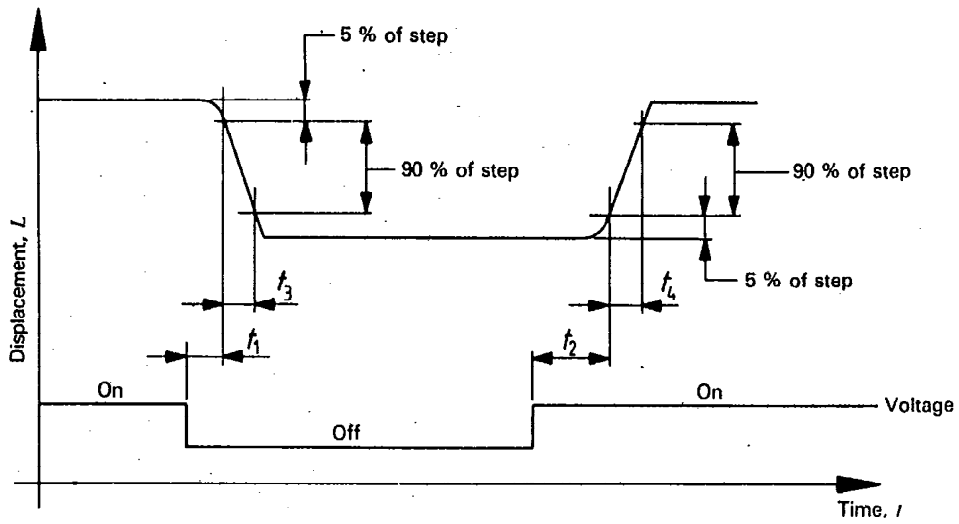 5 % of step
90 % of step
90 % of step
5 % of step
Displacement, L
t3
t4
t1
t2
On
Off
On
Voltage
Time, t